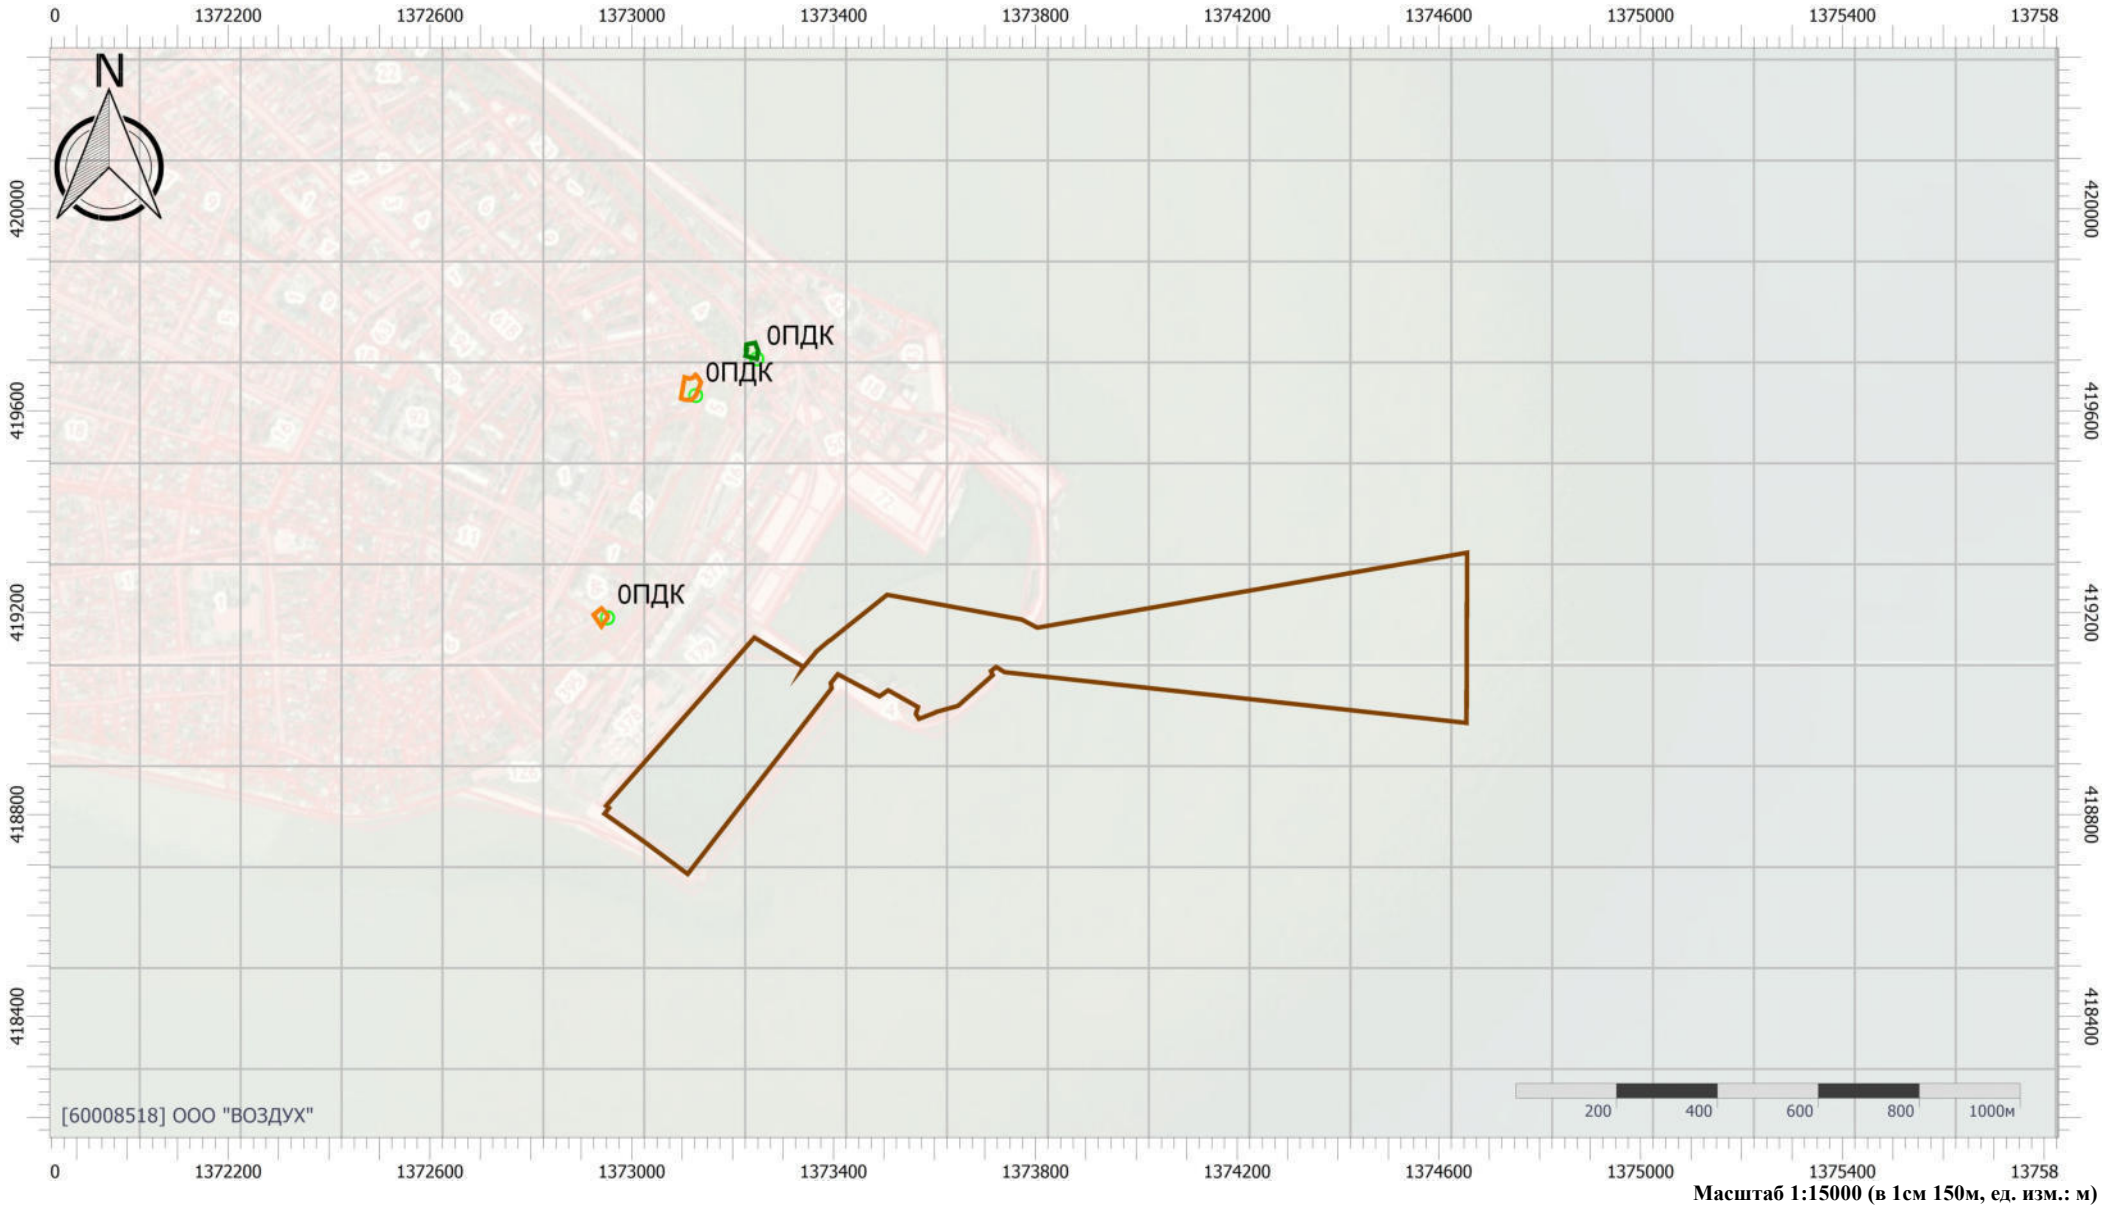 0 1372200 1372600 1373000 1373400 1373800 1374200 1374600 1375000 1375400 13758
N
420000 420000
0ПДК
0ПДК
419600 419600
0ПДК
419200 419200
418800 418800
418400 418400
[60008518] ООО "ВОЗДУХ"
200 400 600 800 1000м
0 1372200 1372600 1373000 1373400 1373800 1374200 1374600 1375000 1375400 13758
Масштаб 1:15000 (в 1см 150м, ед. изм.: м)